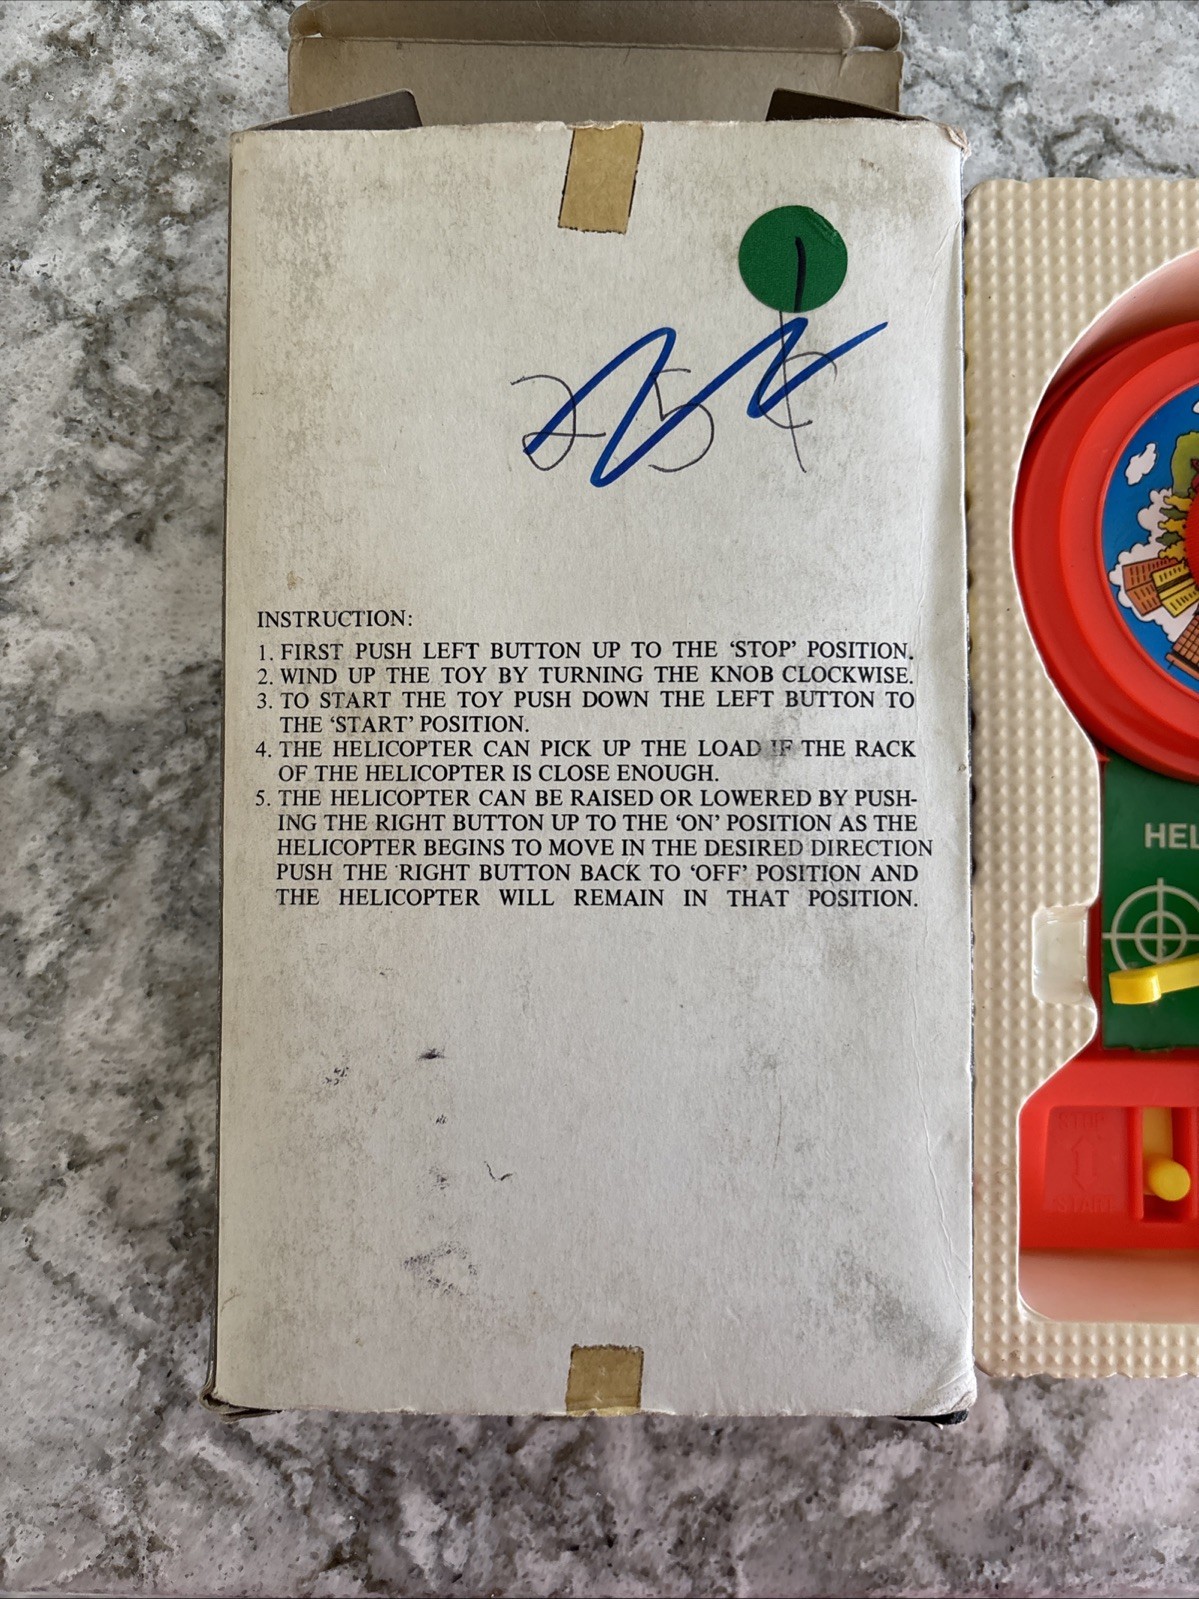 25¢
INSTRUCTION:
1. FIRST PUSH LEFT BUTTON UP TO THE ‘STOP’ POSITION.
2. WIND UP THE TOY BY TURNING THE KNOB CLOCKWISE.
3. TO START THE TOY PUSH DOWN THE LEFT BUTTON TO
THE ‘START’ POSITION.
4. THE HELICOPTER CAN PICK UP THE LOAD IF THE RACK
OF THE HELICOPTER IS CLOSE ENOUGH.
5. THE HELICOPTER CAN BE RAISED OR LOWERED BY PUSH-
ING THE RIGHT BUTTON UP TO THE ‘ON’ POSITION AS THE
HELICOPTER BEGINS TO MOVE IN THE DESIRED DIRECTION
PUSH THE RIGHT BUTTON BACK TO ‘OFF’ POSITION AND
THE HELICOPTER WILL REMAIN IN THAT POSITION.
HEL
STOP
START